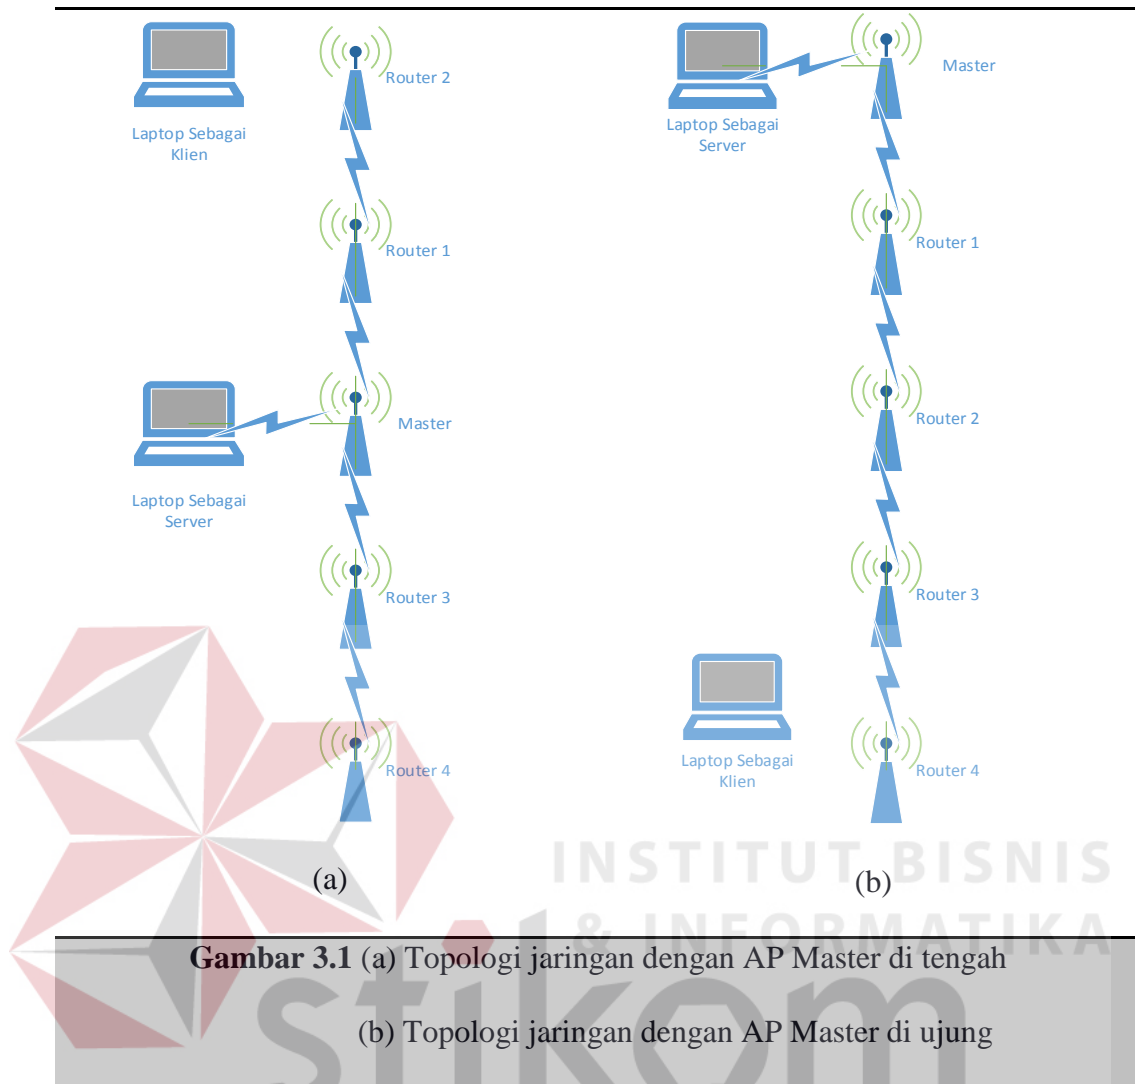 Router 2
Laptop Sebagai
Klien
Router 1
Master
Laptop Sebagai
Server
Router 3
Router 4
(a)
Master
Laptop Sebagai
Server
Router 1
Router 2
Router 3
Laptop Sebagai
Klien
Router 4
(b)
INSTITUT BISNIS
& INFORMATIKA
stikom
Gambar 3.1 (a) Topologi jaringan dengan AP Master di tengah
(b) Topologi jaringan dengan AP Master di ujung